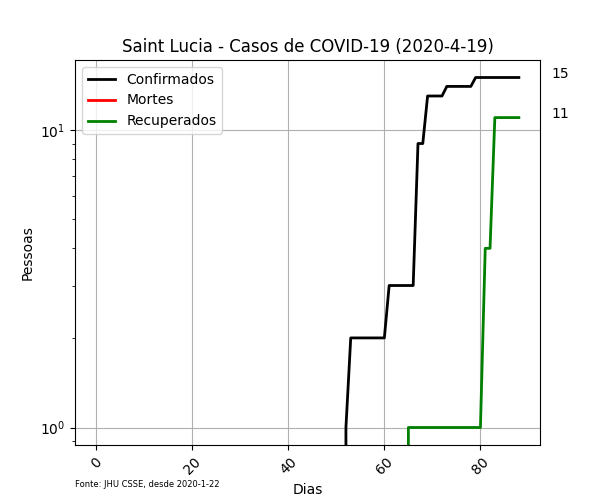 Saint Lucia - Casos de COVID-19 (2020-4-19)
Confirmados
Mortes
Recuperados
15
11
10¹
10⁰
Pessoas
0
20
40
60
80
Dias
Fonte: JHU CSSE, desde 2020-1-22